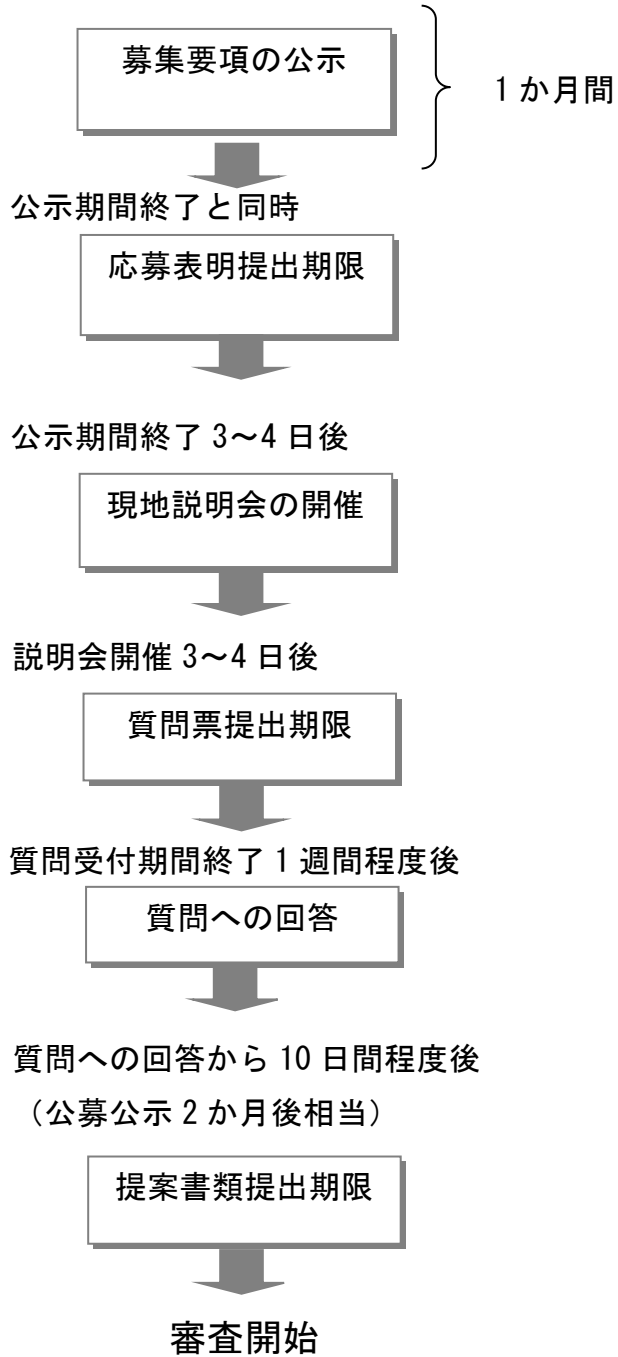 募集要項の公示
1か月間
公示期間終了と同時
応募表明提出期限
公示期間終了3～4日後
現地説明会の開催
説明会開催3～4日後
質問票提出期限
質問受付期間終了1週間程度後
質問への回答
質問への回答から10日間程度後
（公募公示2か月後相当）
提案書類提出期限
審査開始